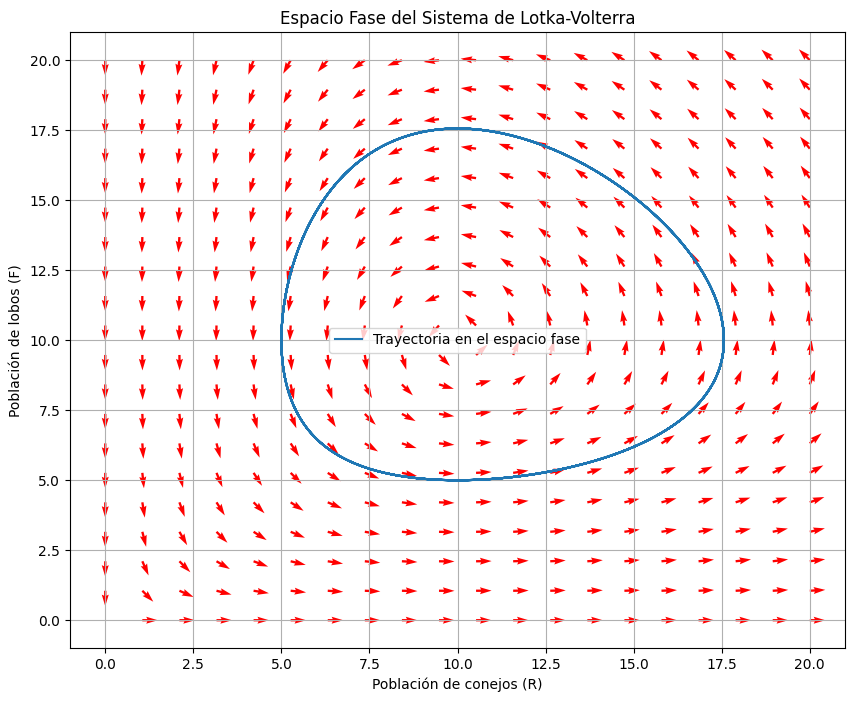 Espacio Fase del Sistema de Lotka-Volterra
20.0
17.5
15.0
12.5
10.0
7.5
5.0
2.5
0.0
Población de lobos (F)
Trayectoria en el espacio fase
0.0 2.5 5.0 7.5 10.0 12.5 15.0 17.5 20.0
Población de conejos (R)